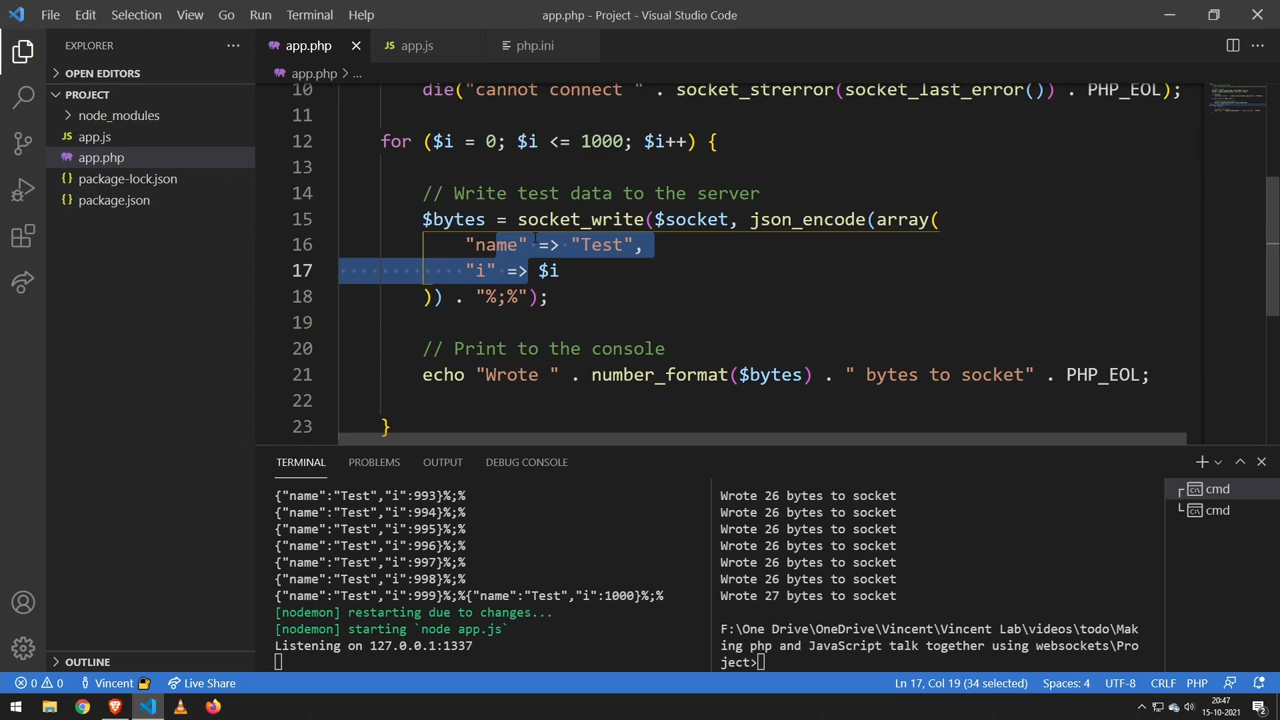 File Edit Selection View Go Run Terminal Help app.php - Project - Visual Studio Code
EXPLORER
OPEN EDITORS
PROJECT
node_modules
app.js
app.php
package-lock.json
package.json
OUTLINE
app.php app.js php.ini
app.php > ...
10 die("cannot connect " . socket_strerror(socket_last_error()) . PHP_EOL);
11
12 for ($i = 0; $i <= 1000; $i++) {
13
14 // Write test data to the server
15 $bytes = socket_write($socket, json_encode(array(
16 "name" => "Test",
17 "i" => $i
18 )) . "%;%");
19
20 // Print to the console
21 echo "Wrote " . number_format($bytes) . " bytes to socket" . PHP_EOL;
22
23 }
TERMINAL PROBLEMS OUTPUT DEBUG CONSOLE
{"name":"Test","i":993}%;%
{"name":"Test","i":994}%;%
{"name":"Test","i":995}%;%
{"name":"Test","i":996}%;%
{"name":"Test","i":997}%;%
{"name":"Test","i":998}%;%
{"name":"Test","i":999}%;%{"name":"Test","i":1000}%;%
[nodemon] restarting due to changes...
[nodemon] starting `node app.js`
Listening on 127.0.0.1:1337
Wrote 26 bytes to socket
Wrote 26 bytes to socket
Wrote 26 bytes to socket
Wrote 26 bytes to socket
Wrote 26 bytes to socket
Wrote 26 bytes to socket
Wrote 27 bytes to socket
F:\One Drive\OneDrive\Vincent\Vincent Lab\videos\todo\Mak
ing php and JavaScript talk together using websockets\Pro
ject>
cmd
cmd
0 0 Vincent Live Share Ln 17, Col 19 (34 selected) Spaces: 4 UTF-8 CRLF PHP
20:47
15-10-2021
2